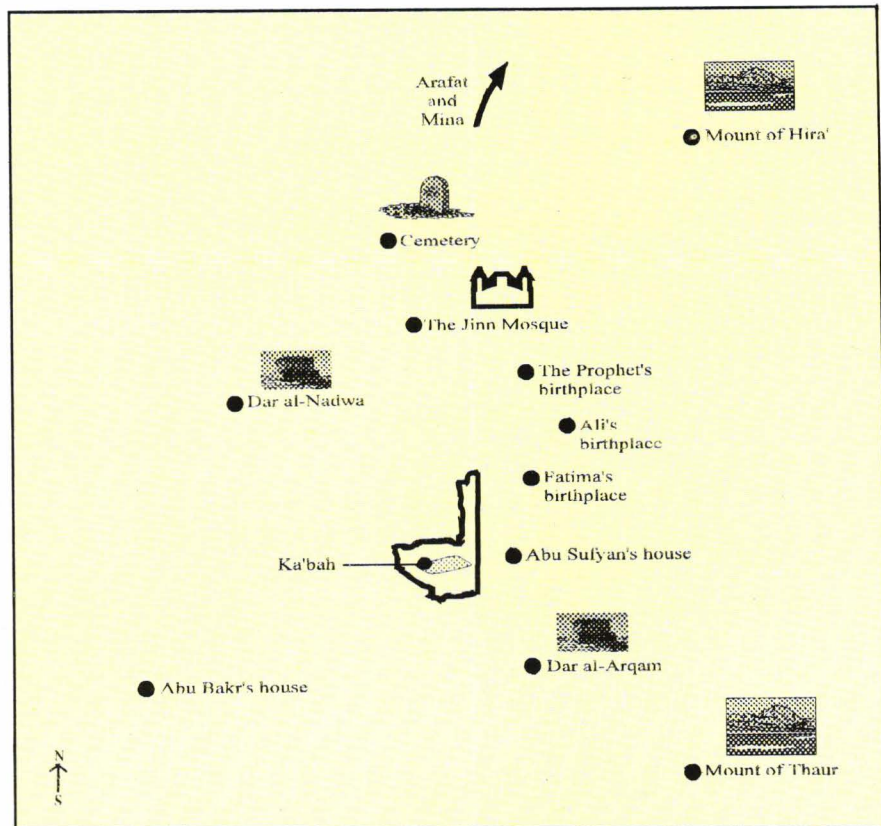 Arafat
and
Mina
Mount of Hira'
Cemetery
The Jinn Mosque
The Prophet's
birthplace
Dar al-Nadwa
Ali's
birthplace
Fatima's
birthplace
Ka'bah
Abu Sufyan's house
Dar al-Arqam
Abu Bakr's house
Mount of Thaur
N
S